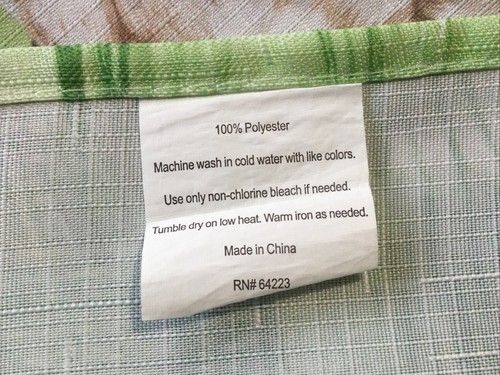 100% Polyester
Machine wash in cold water with like colors.
Use only non-chlorine bleach if needed.
Tumble dry on low heat. Warm iron as needed.
Made in China
RN# 64223